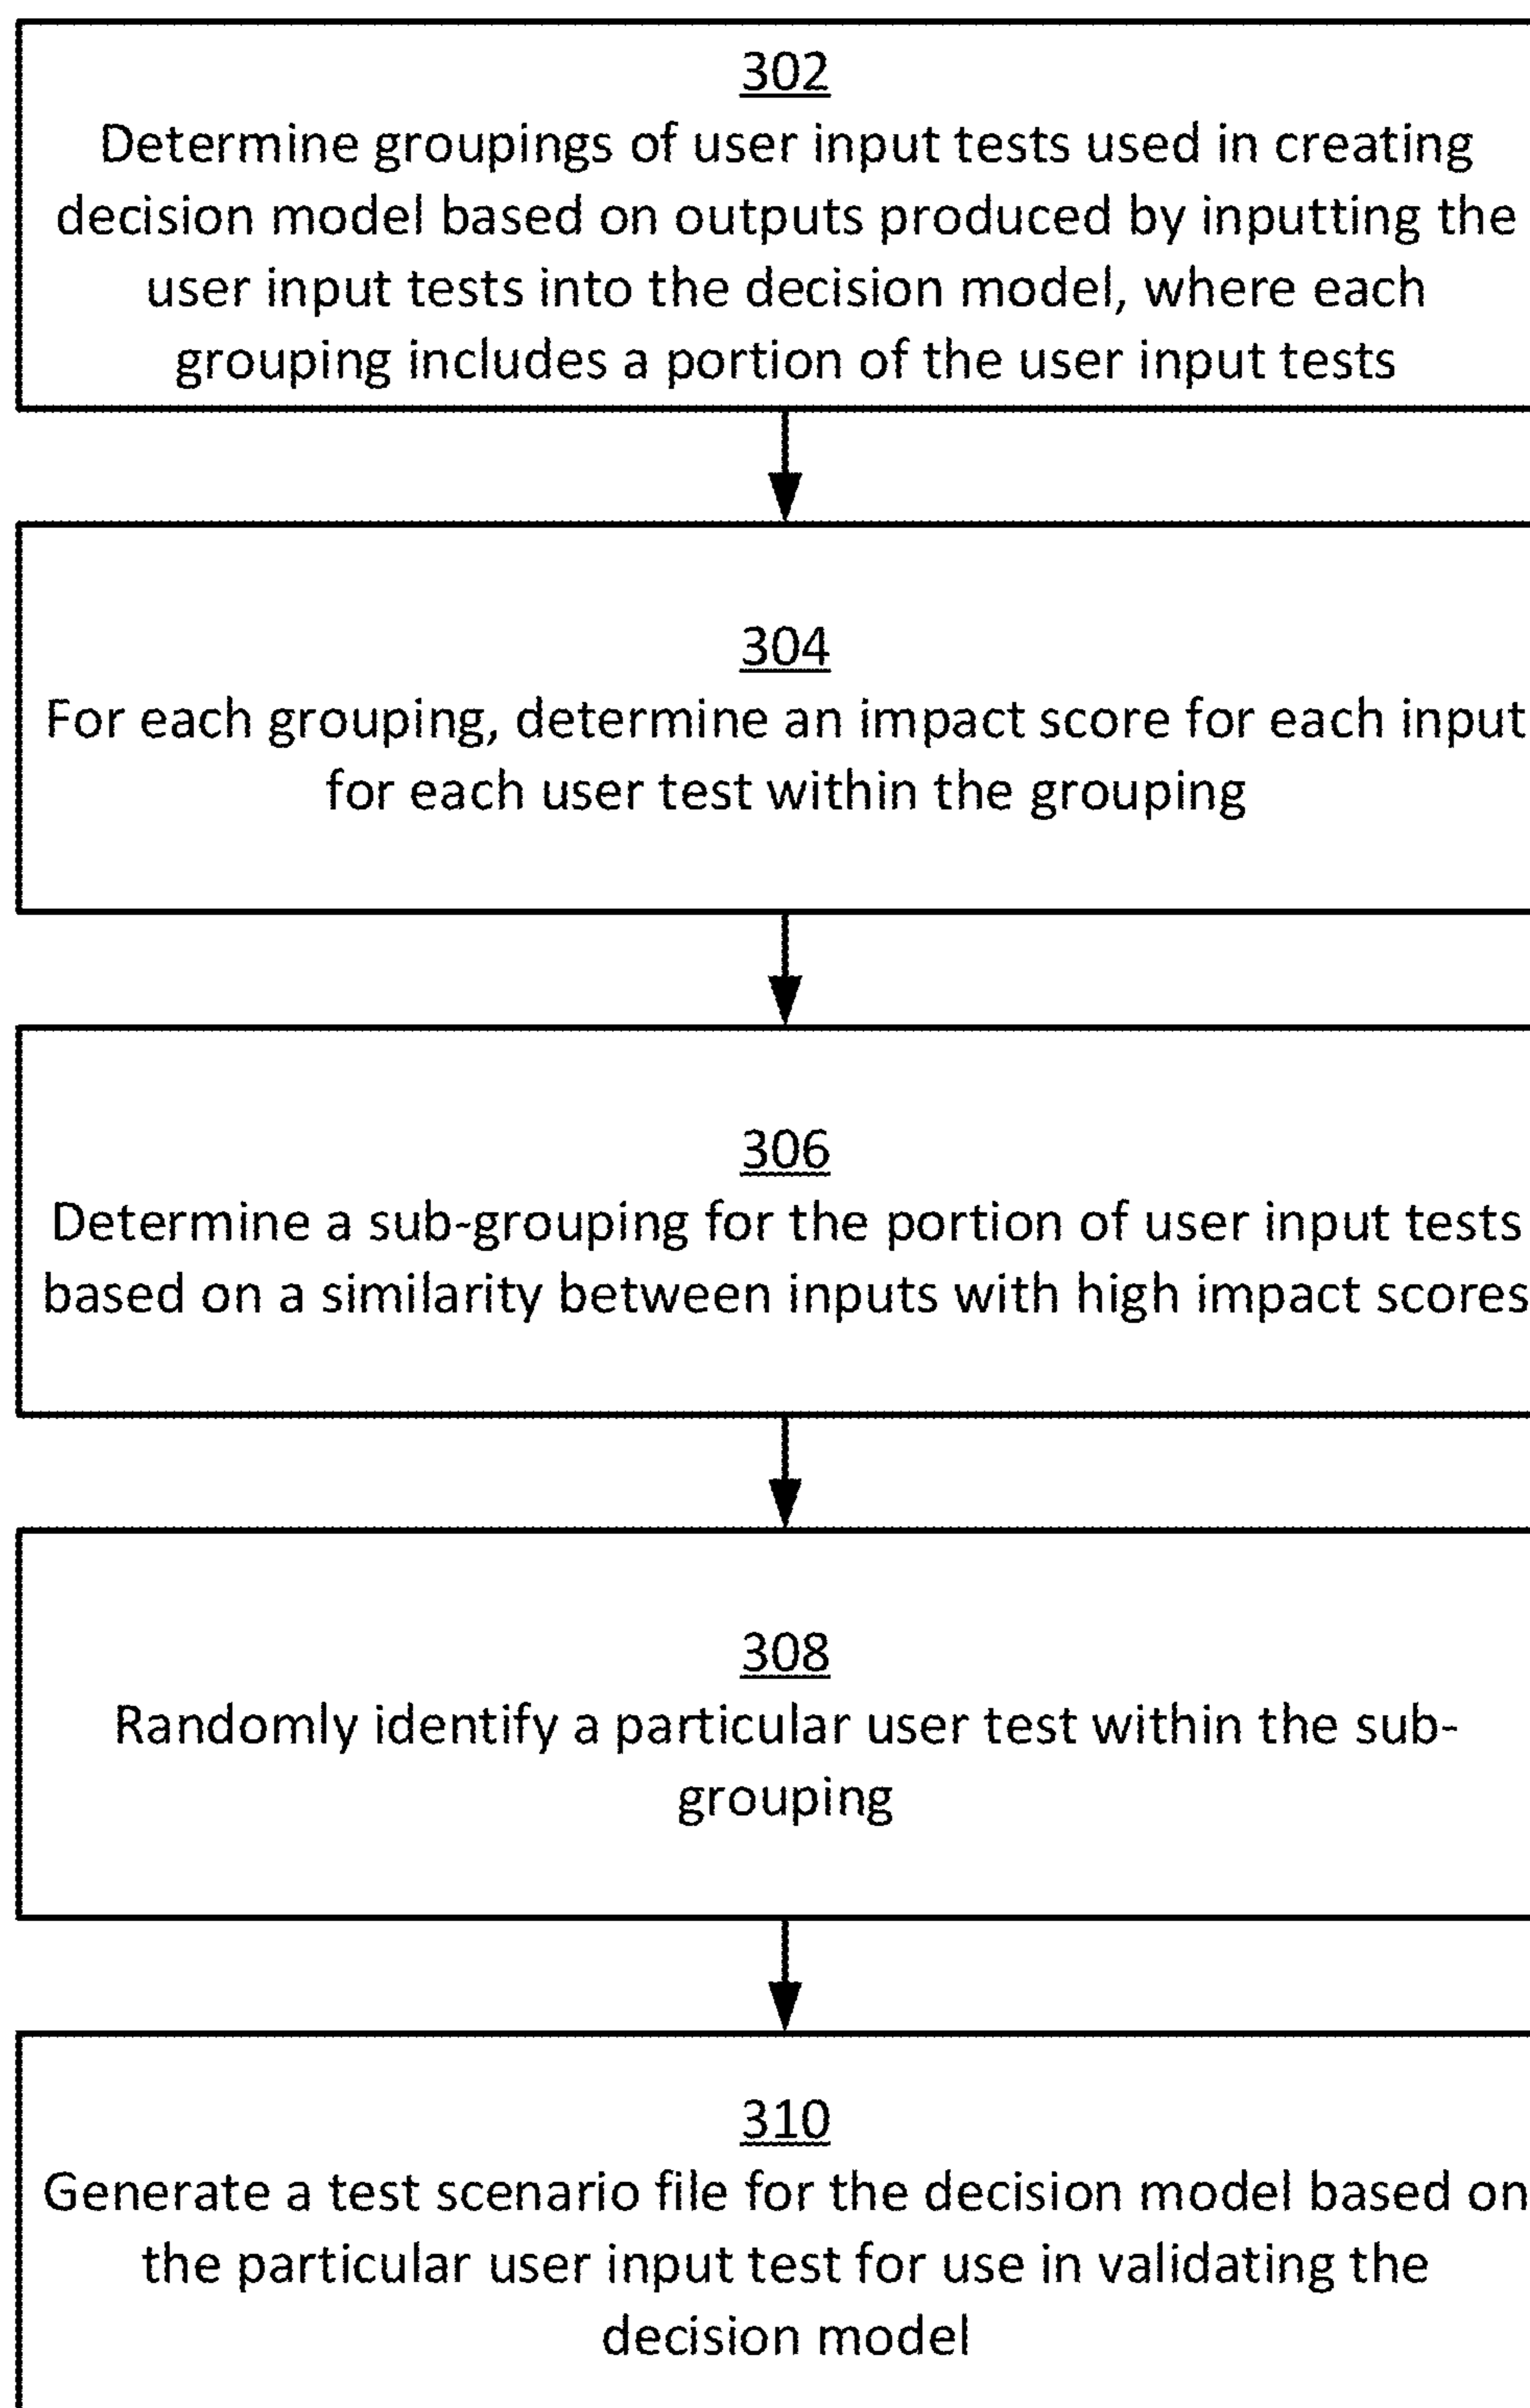 302
Determine groupings of user input tests used in creating
decision model based on outputs produced by inputting the
user input tests into the decision model, where each
grouping includes a portion of the user input tests
304
For each grouping, determine an impact score for each input
for each user test within the grouping
306
Determine a sub-grouping for the portion of user input tests
based on a similarity between inputs with high impact scores
308
Randomly identify a particular user test within the sub-
grouping
310
Generate a test scenario file for the decision model based on
the particular user input test for use in validating the
decision model